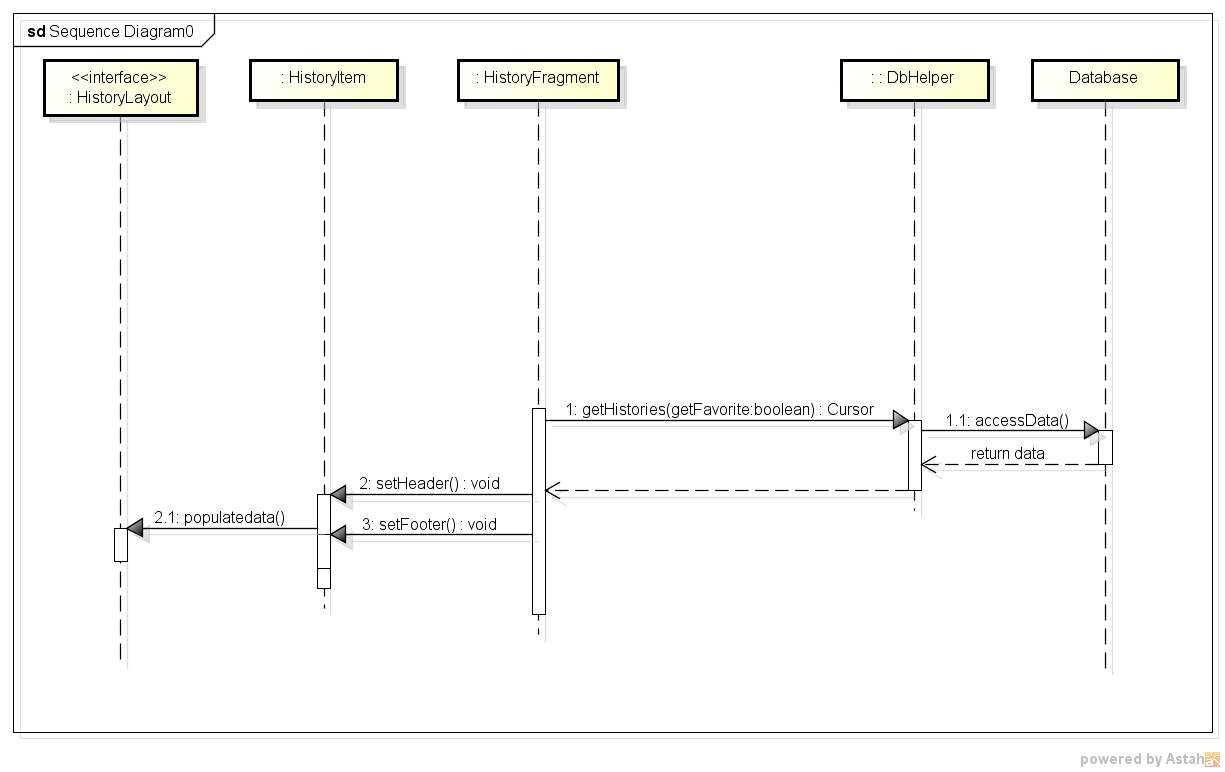 sd Sequence Diagram0
<<interface>>
: HistoryLayout
: HistoryItem
: HistoryFragment
: : DbHelper
Database
1: getHistories(getFavorite:boolean) : Cursor
1.1: accessData()
return data
2: setHeader() : void
2.1: populatedata()
3: setFooter() : void
powered by Astah